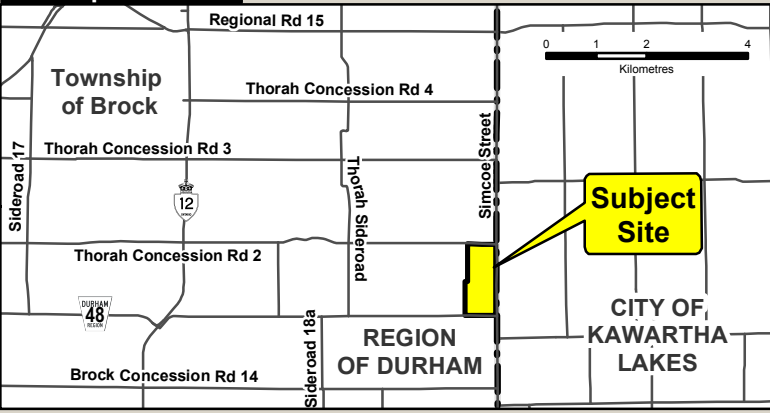 Regional Rd 15
0 1 2 4
Kilometres
Township
of Brock
Thorah Concession Rd 4
Simcoe Street
Sideroad 17
Thorah Concession Rd 3
Thorah Sideroad
12
Subject
Site
Thorah Concession Rd 2
DURHAM
48
REGION
Sideroad 18a
REGION
OF DURHAM
CITY OF
KAWARTHA
LAKES
Brock Concession Rd 14